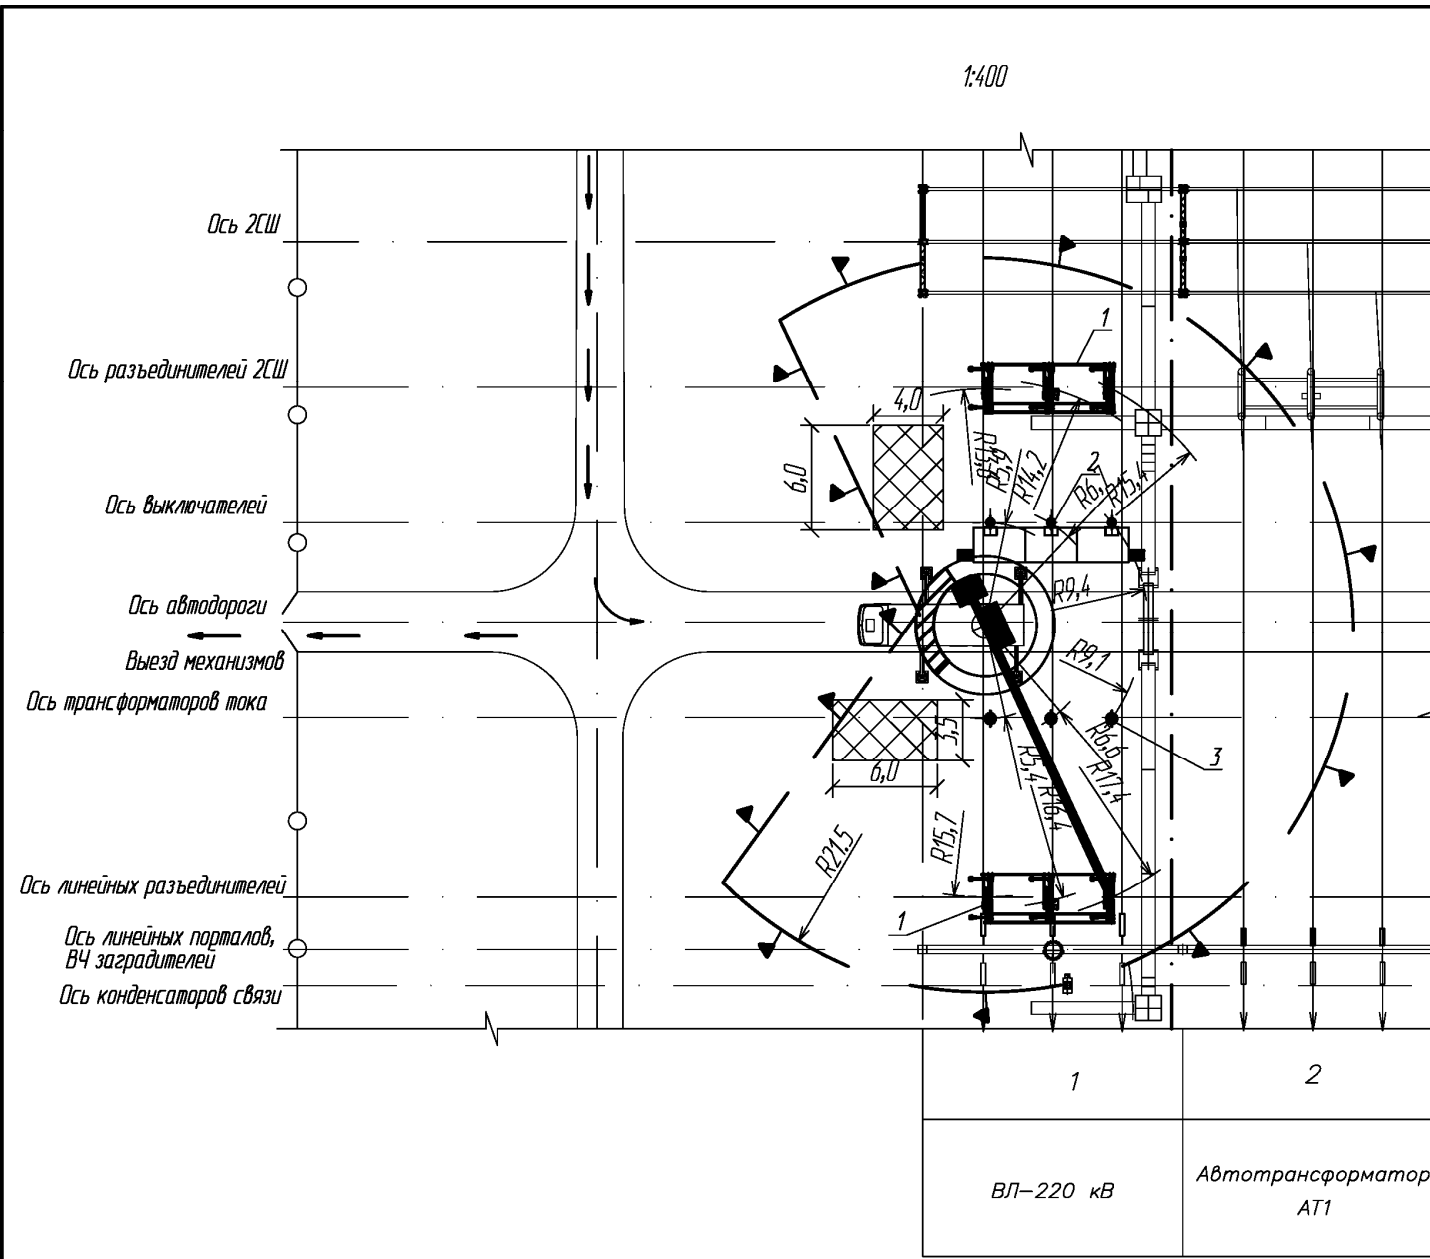 1:400
Ось 2СШ
1
Ось разъединителей 2СШ
4,0
6,0
R14,2
2
R15,4
Ось выключателей
R9,4
Ось автодороги
Выезд механизмов
R9,1
Ось трансформаторов тока
3,5
R6,6
3
6,0
R5,4
R17,4
R16,4
R15,7
R21.5
Ось линейных разъединителей
1
Ось линейных порталов,
ВЧ заградителей
Ось конденсаторов связи
1
2
ВЛ-220 кВ
Автотрансформатор
АТ1